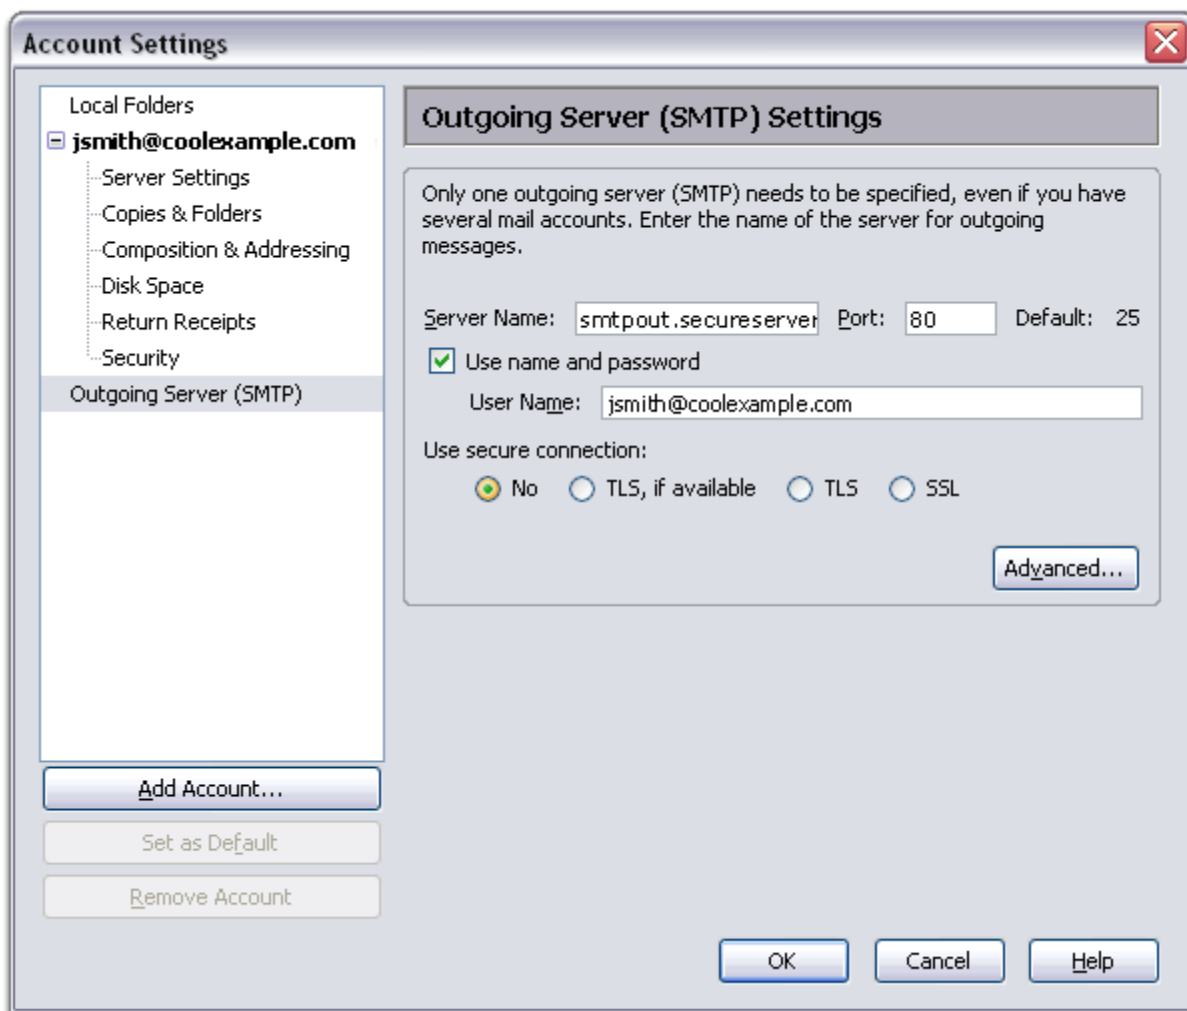 Account Settings
Local Folders
jsmith@coolexample.com
Server Settings
Copies & Folders
Composition & Addressing
Disk Space
Return Receipts
Security
Outgoing Server (SMTP)
Add Account...
Set as Default
Remove Account
Outgoing Server (SMTP) Settings
Only one outgoing server (SMTP) needs to be specified, even if you have
several mail accounts. Enter the name of the server for outgoing
messages.
Server Name: smtpout.secureserver Port: 80 Default: 25
Use name and password
User Name: jsmith@coolexample.com
Use secure connection:
No TLS, if available TLS SSL
Advanced...
OK Cancel Help